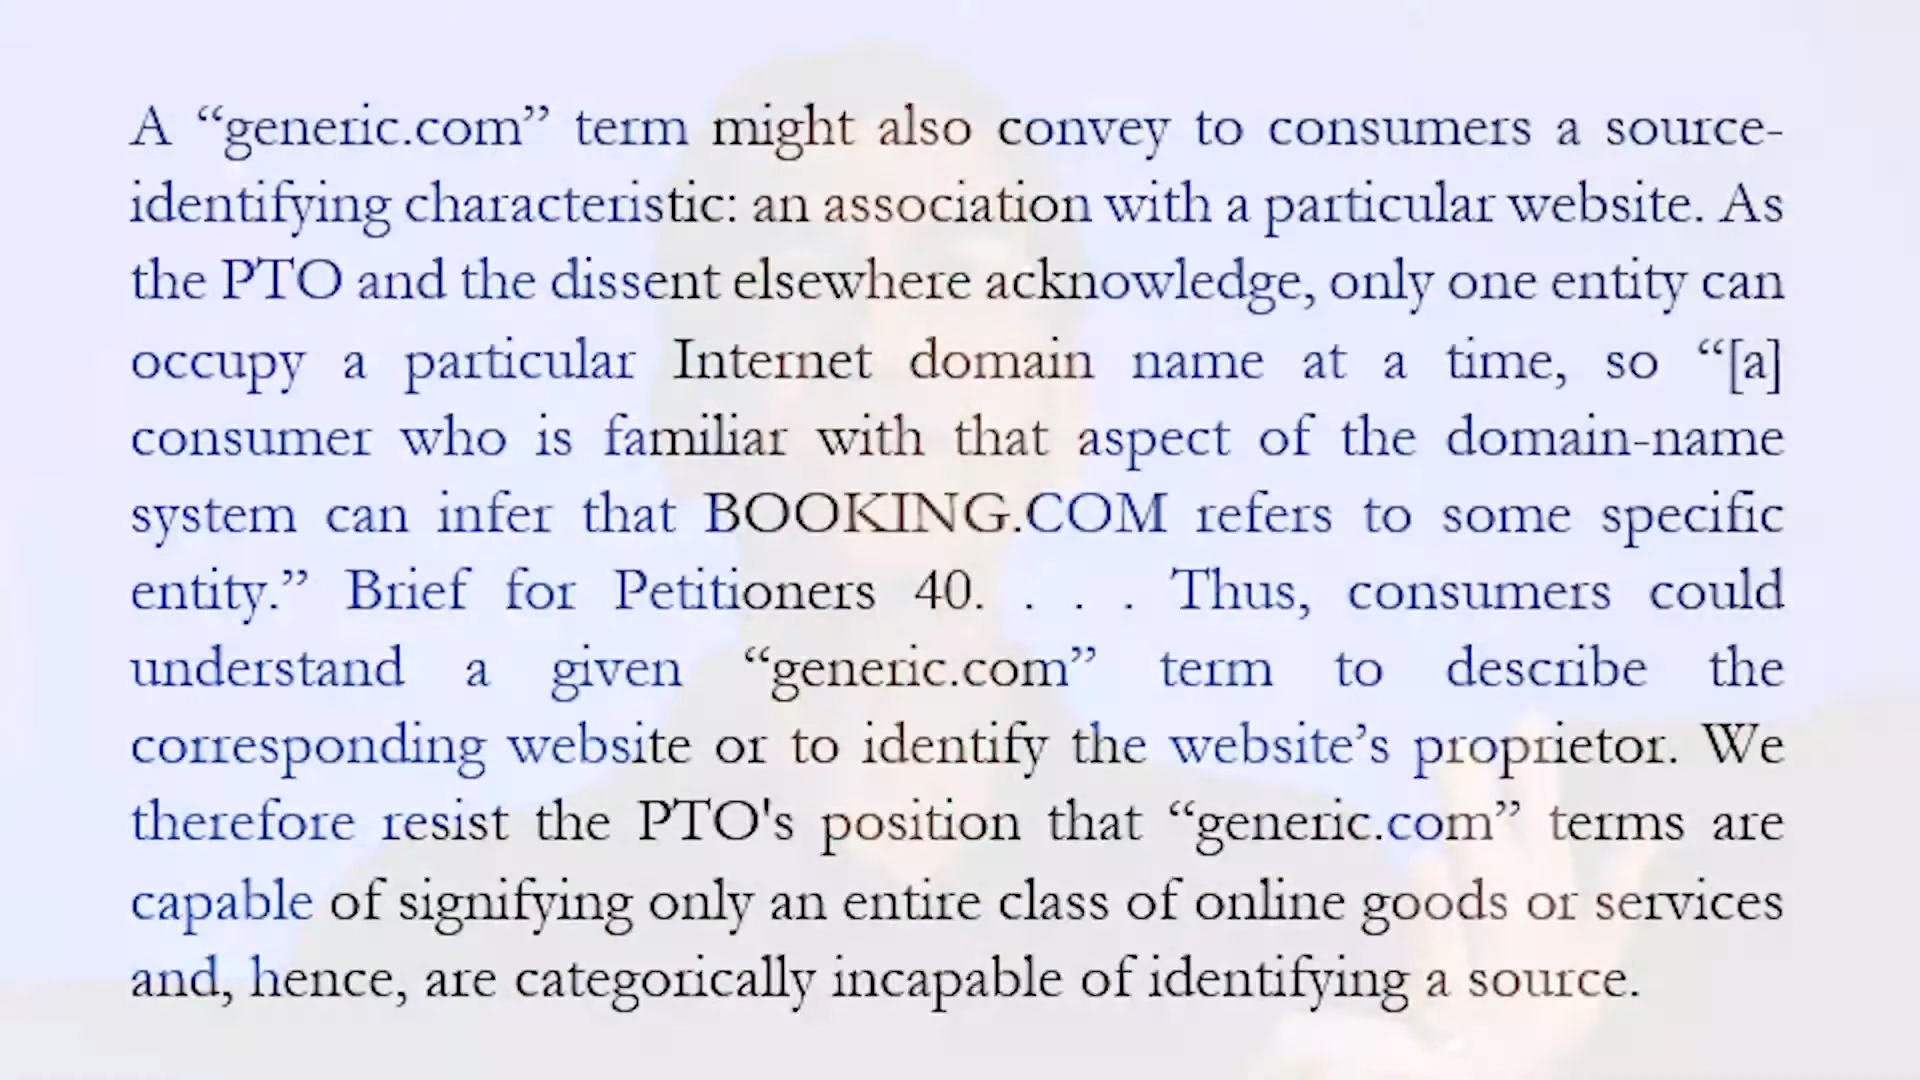 A “generic.com” term might also convey to consumers a source-
identifying characteristic: an association with a particular website. As
the PTO and the dissent elsewhere acknowledge, only one entity can
occupy a particular Internet domain name at a time, so “[a]
consumer who is familiar with that aspect of the domain-name
system can infer that BOOKING.COM refers to some specific
entity.” Brief for Petitioners 40. . . . Thus, consumers could
understand a given “generic.com” term to describe the
corresponding website or to identify the website’s proprietor. We
therefore resist the PTO's position that “generic.com” terms are
capable of signifying only an entire class of online goods or services
and, hence, are categorically incapable of identifying a source.